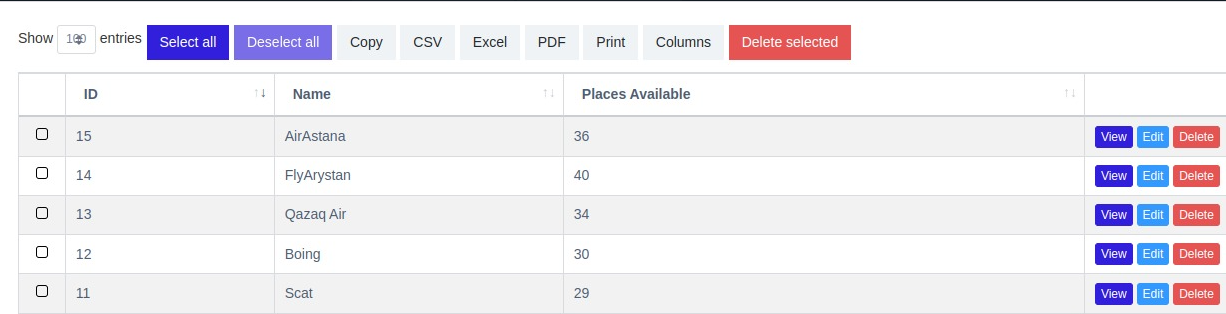 Show 100 entries Select all Deselect all Copy CSV Excel PDF Print Columns Delete selected
ID Name Places Available
15 AirAstana 36 View Edit Delete
14 FlyArystan 40 View Edit Delete
13 Qazaq Air 34 View Edit Delete
12 Boing 30 View Edit Delete
11 Scat 29 View Edit Delete